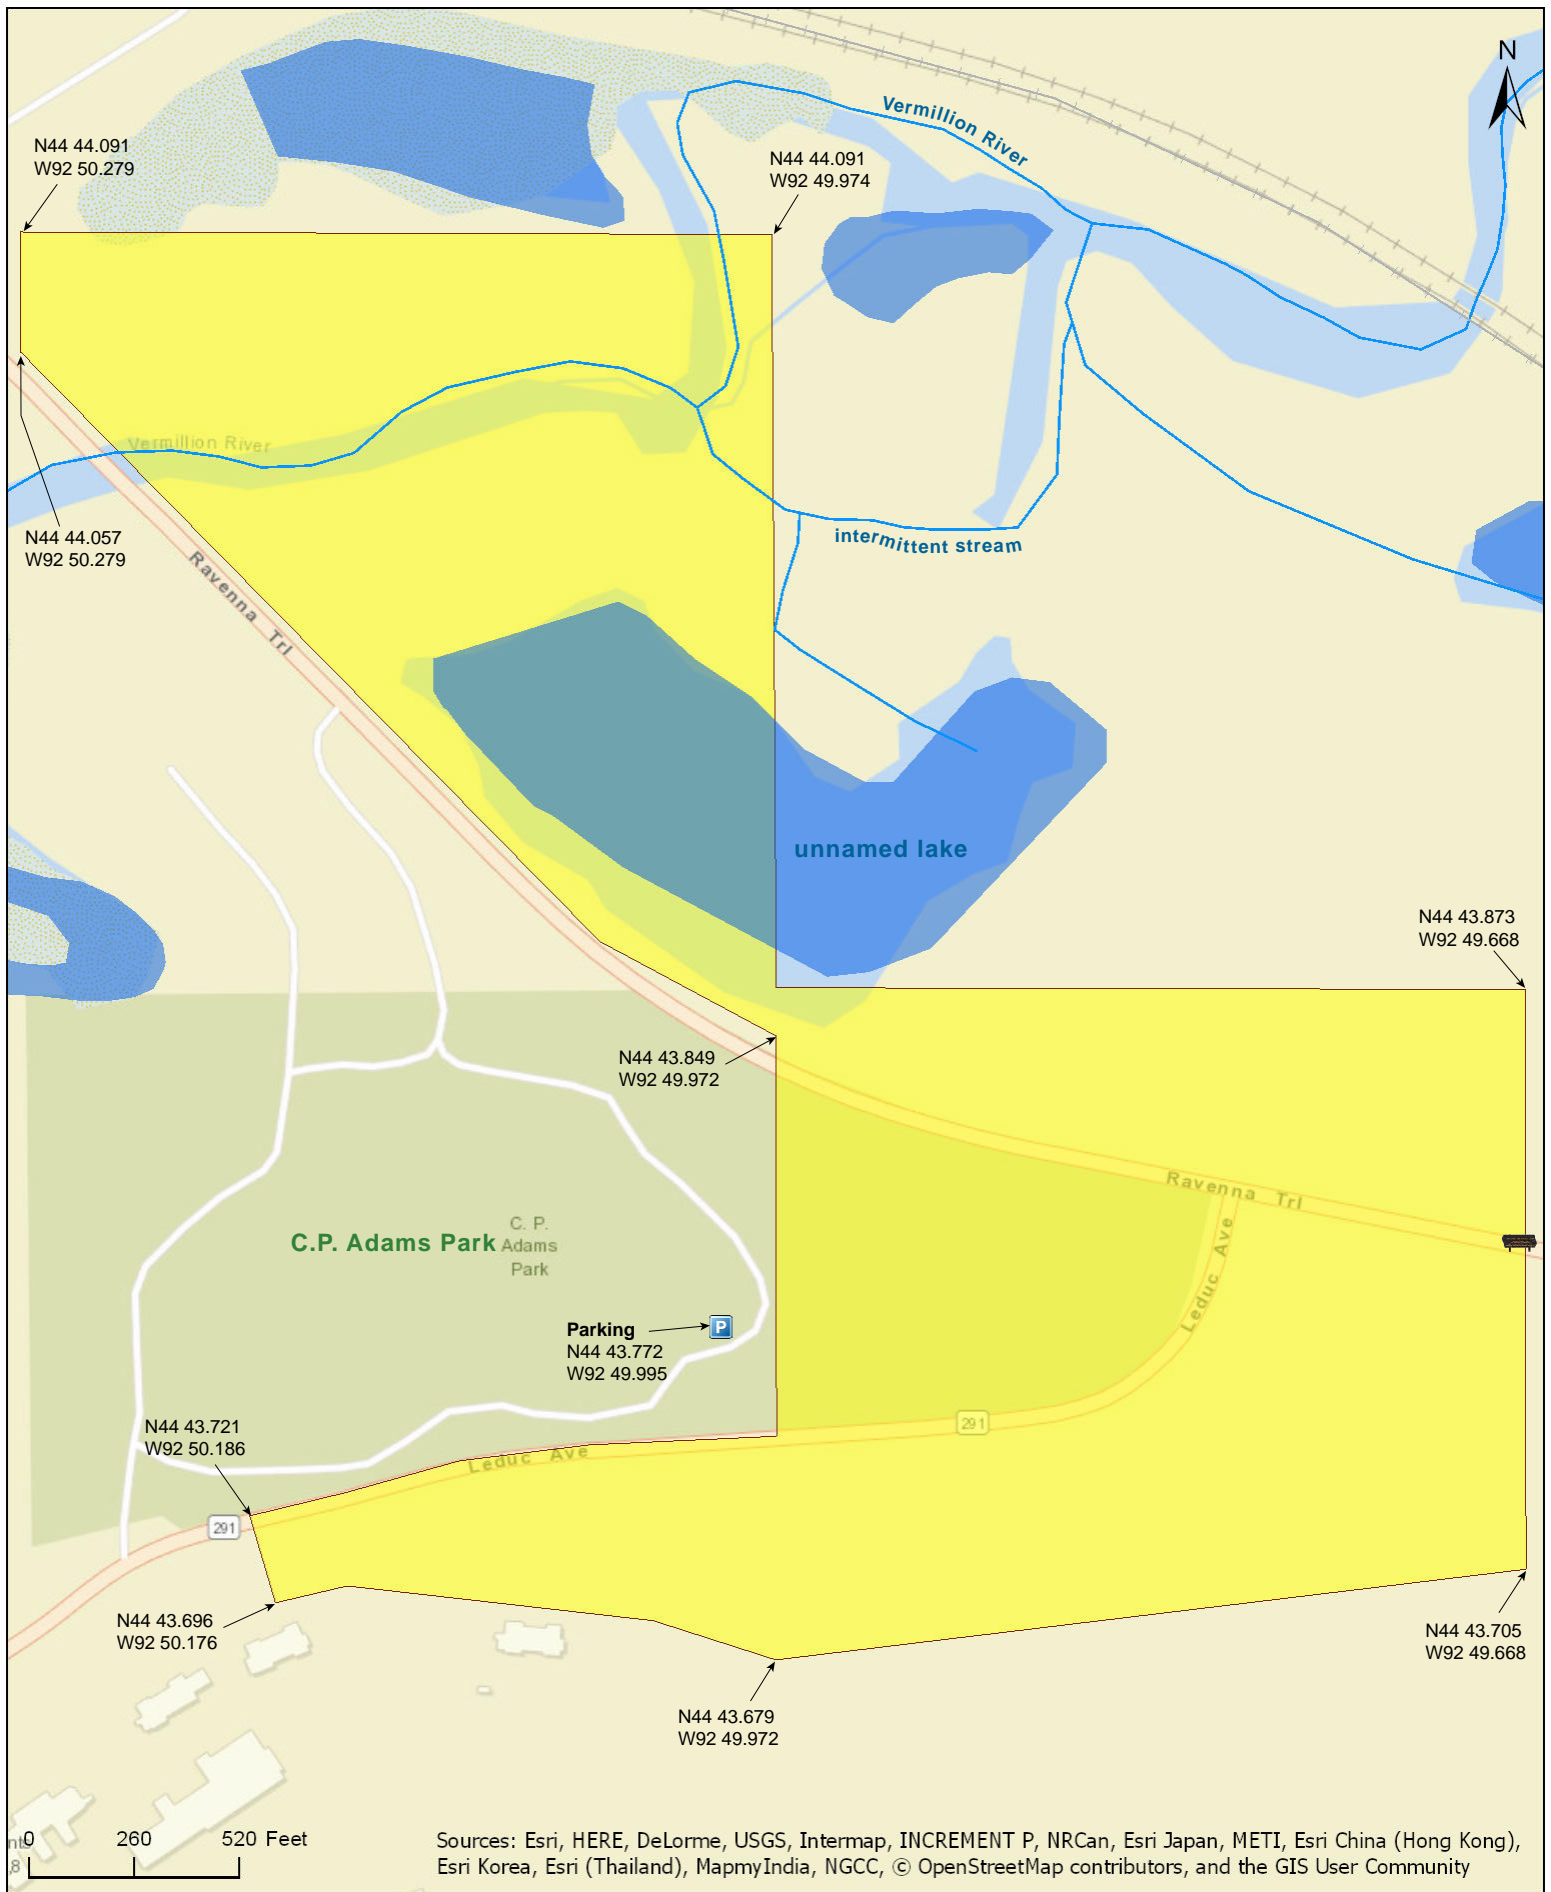 N
Vermillion River
N44 44.091
W92 50.279
N44 44.091
W92 49.974
Vermillion River
N44 44.057
W92 50.279
intermittent stream
Ravenna Trl
unnamed lake
N44 43.873
W92 49.668
N44 43.849
W92 49.972
Ravenna Trl
C.P. Adams Park
C. P.
Adams
Park
Leduc Ave
Parking
N44 43.772
W92 49.995
P
N44 43.721
W92 50.186
291
Leduc Ave
291
N44 43.696
W92 50.176
N44 43.705
W92 49.668
N44 43.679
W92 49.972
0 260 520 Feet
Sources: Esri, HERE, DeLorme, USGS, Intermap, INCREMENT P, NRCan, Esri Japan, METI, Esri China (Hong Kong),
Esri Korea, Esri (Thailand), MapmyIndia, NGCC, © OpenStreetMap contributors, and the GIS User Community